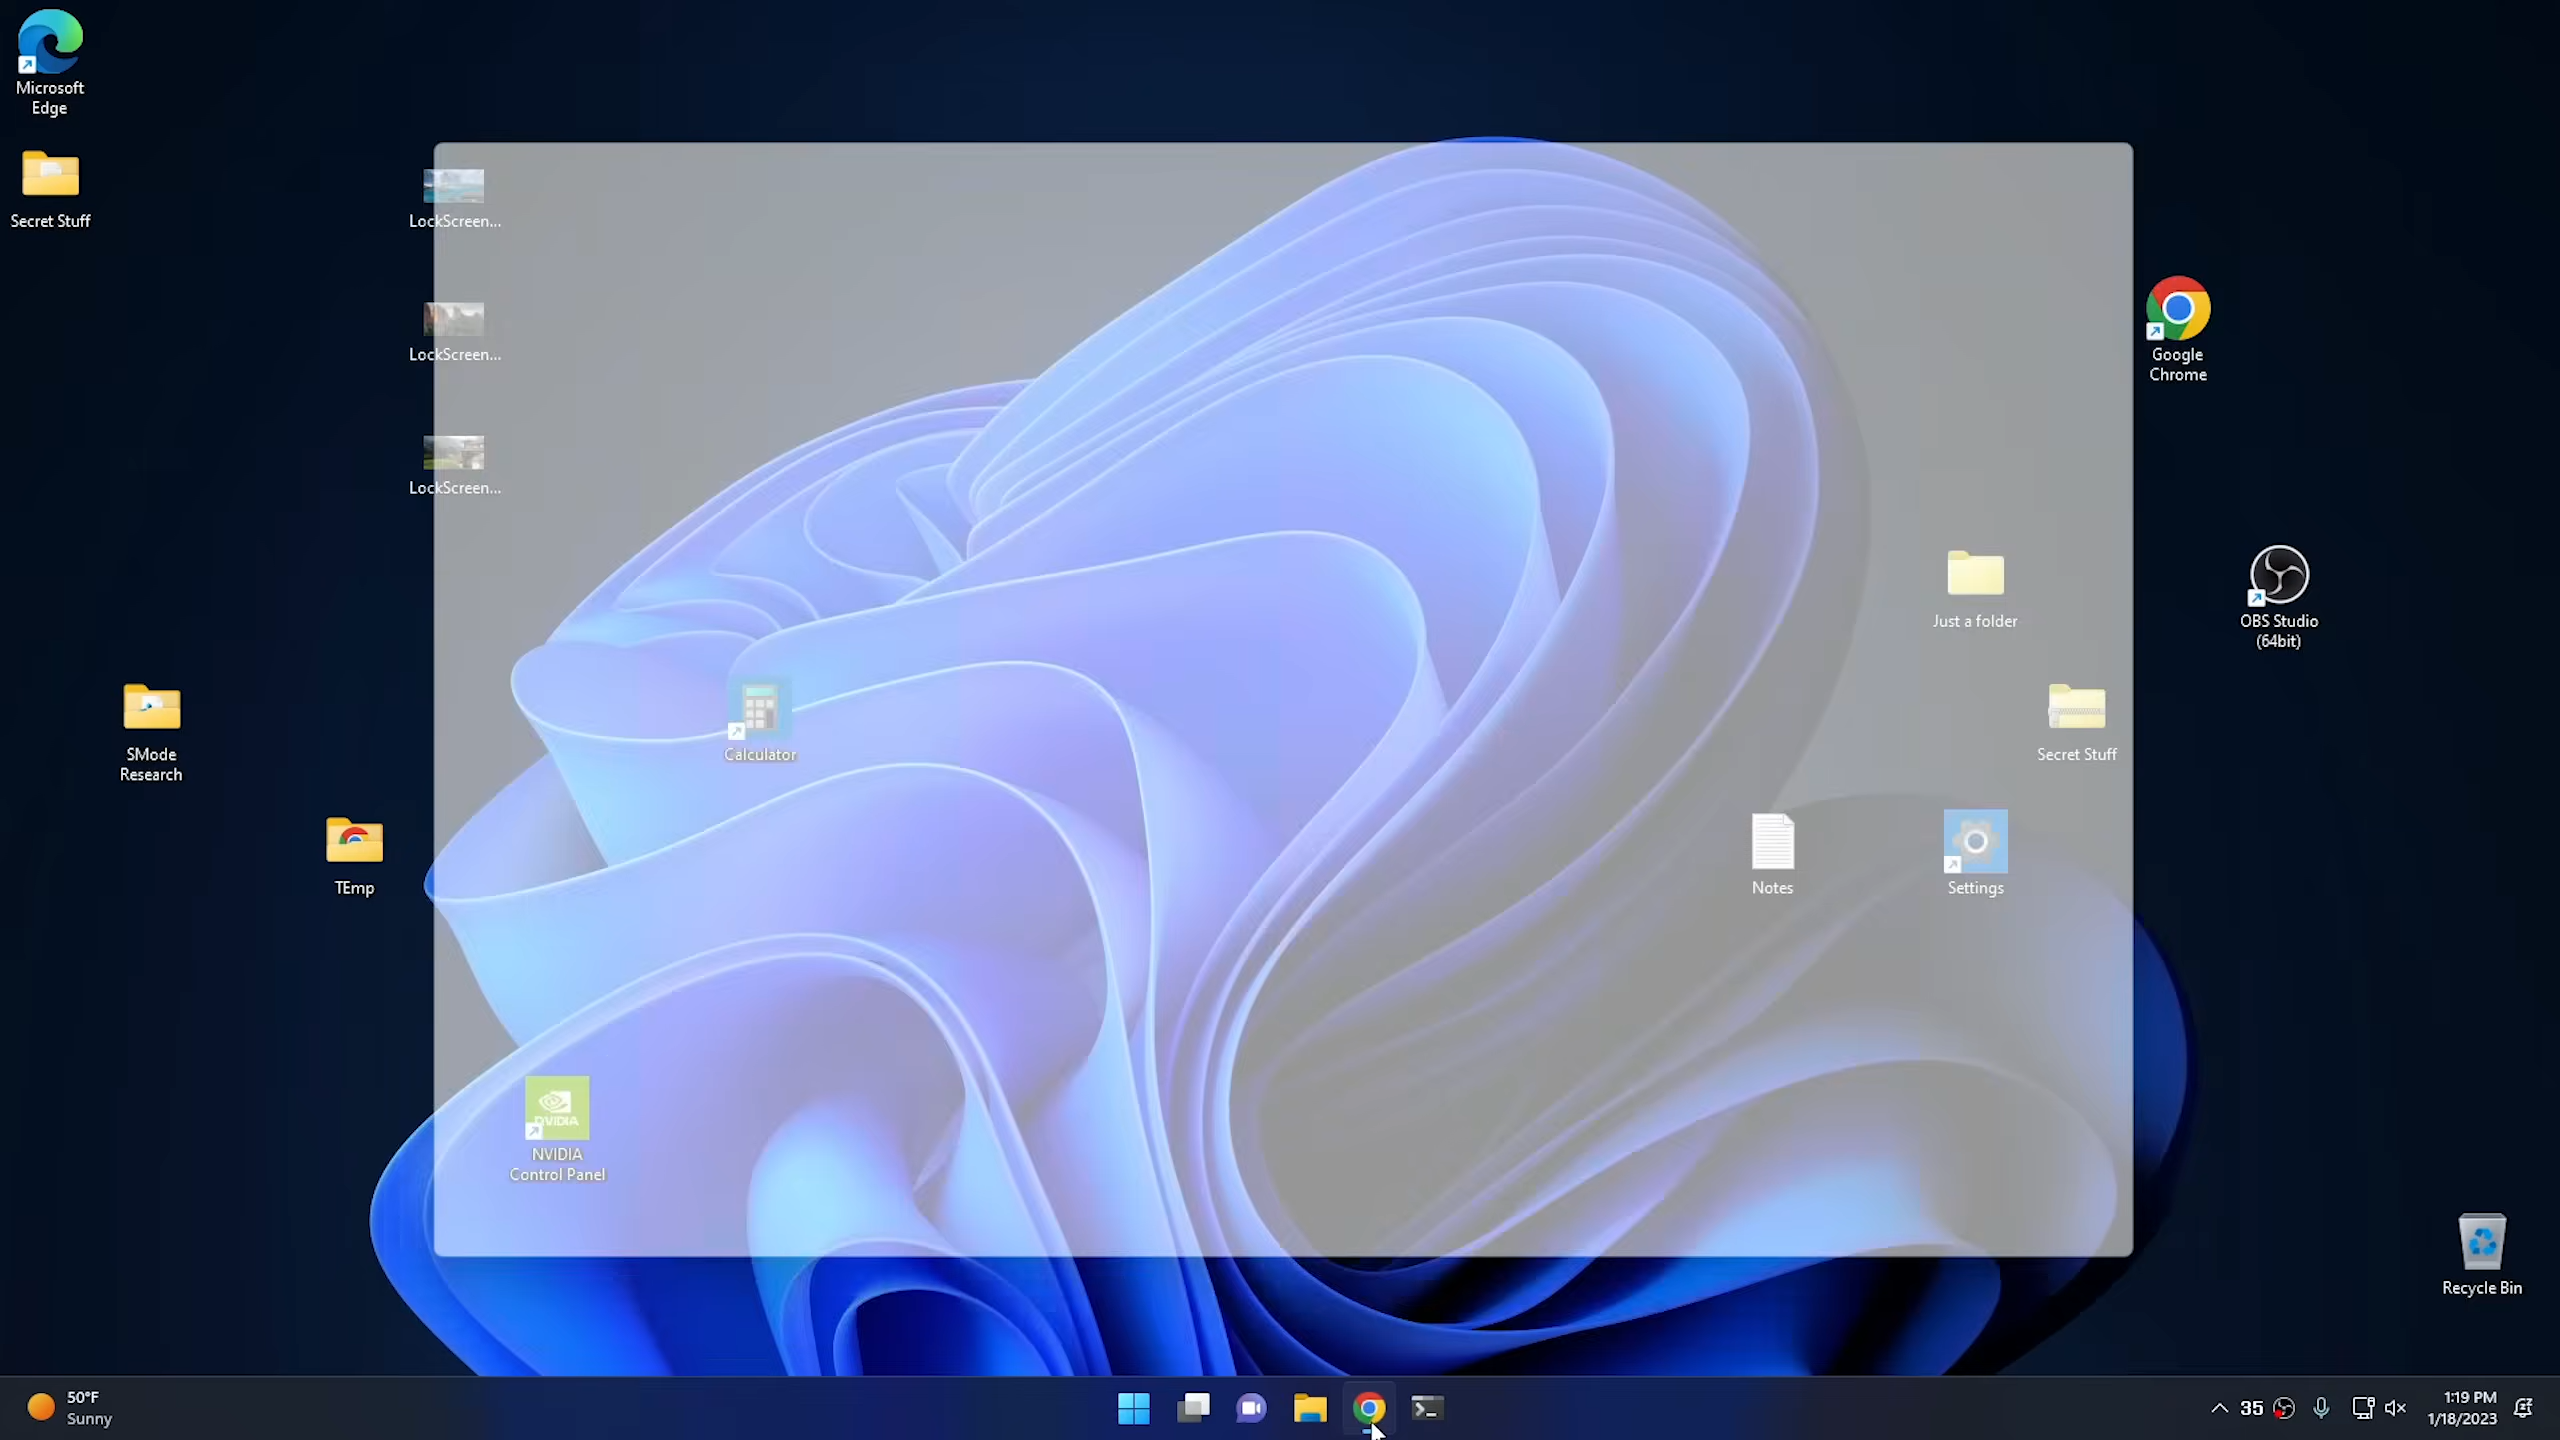 Microsoft
Edge
Secret Stuff
LockScreen...
LockScreen...
LockScreen...
Google
Chrome
Just a folder
OBS Studio
(64bit)
SMode
Research
Calculator
Secret Stuff
TEmp
Notes
Settings
NVIDIA
NVIDIA
Control Panel
Recycle Bin
50°F
Sunny
35
1:19 PM
1/18/2023